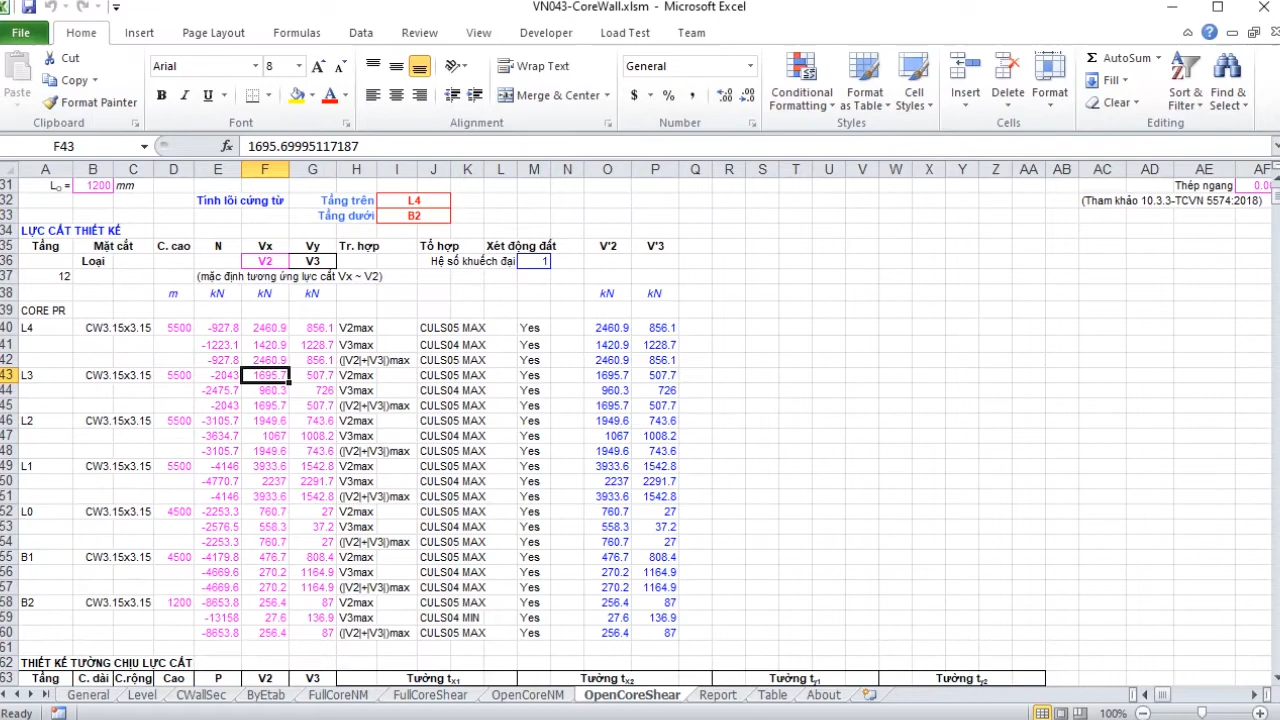 VN043-CoreWall.xlsm - Microsoft Excel
File Home Insert Page Layout Formulas Data Review View Developer Load Test Team
Cut Arial 8 Wrap Text General AutoSum
Paste Copy Merge & Center Conditional Formatting Format as Table Cell Styles Insert Delete Format Fill Sort & Filter Find & Select
Format Painter B I U $ % , Clear
Clipboard Font Alignment Number Styles Cells Editing
F43 fx 1695.69995117187
A B C D E F G H I J K L M N O P Q R S T U V W X Y Z AA AB AC AD AE AF
31 Lo = 1200 mm Thép ngang
32 Tính lõi cứng từ Tầng trên L4 (Tham khảo 10.3.3-TCVN 5574:2018)
33 Tầng dưới B2
34 LỰC CẮT THIẾT KẾ
35 Tầng Mặt cắt C. cao N Vx Vy Tr. hợp Tổ hợp Xét động đất V'2 V'3
36 Loại V2 V3 Hệ số khuếch đại 1
37 12 (mặc định tương ứng lực cắt Vx ~ V2)
38 m kN kN kN kN kN
39 CORE PR
40 L4 CW3.15x3.15 5500 -927.8 2460.9 856.1 V2max CULS05 MAX Yes 2460.9 856.1
41 -1223.1 1420.9 1228.7 V3max CULS04 MAX Yes 1420.9 1228.7
42 -927.8 2460.9 856.1 (|V2|+|V3|)max CULS05 MAX Yes 2460.9 856.1
43 L3 CW3.15x3.15 5500 -2043 1695.7 507.7 V2max CULS05 MAX Yes 1695.7 507.7
44 -2475.7 960.3 726 V3max CULS04 MAX Yes 960.3 726
45 -2043 1695.7 507.7 (|V2|+|V3|)max CULS05 MAX Yes 1695.7 507.7
46 L2 CW3.15x3.15 5500 -3105.7 1949.6 743.6 V2max CULS05 MAX Yes 1949.6 743.6
47 -3634.7 1067 1008.2 V3max CULS04 MAX Yes 1067 1008.2
48 -3105.7 1949.6 743.6 (|V2|+|V3|)max CULS05 MAX Yes 1949.6 743.6
49 L1 CW3.15x3.15 5500 -4146 3933.6 1542.8 V2max CULS05 MAX Yes 3933.6 1542.8
50 -4770.7 2237 2291.7 V3max CULS04 MAX Yes 2237 2291.7
51 -4146 3933.6 1542.8 (|V2|+|V3|)max CULS05 MAX Yes 3933.6 1542.8
52 L0 CW3.15x3.15 4500 -2253.3 760.7 27 V2max CULS05 MAX Yes 760.7 27
53 -2576.5 558.3 37.2 V3max CULS04 MAX Yes 558.3 37.2
54 -2253.3 760.7 27 (|V2|+|V3|)max CULS05 MAX Yes 760.7 27
55 B1 CW3.15x3.15 4500 -4179.8 476.7 808.4 V2max CULS05 MAX Yes 476.7 808.4
56 -4669.6 270.2 1164.9 V3max CULS04 MAX Yes 270.2 1164.9
57 -4669.6 270.2 1164.9 (|V2|+|V3|)max CULS04 MAX Yes 270.2 1164.9
58 B2 CW3.15x3.15 1200 -8653.8 256.4 87 V2max CULS05 MAX Yes 256.4 87
59 -13158 27.6 136.9 V3max CULS04 MIN Yes 27.6 136.9
60 -8653.8 256.4 87 (|V2|+|V3|)max CULS05 MAX Yes 256.4 87
61
62 THIẾT KẾ TƯỜNG CHỊU LỰC CẮT
63 Tầng C. dài C.rộng Cao P V2 V3 Tường tx1 Tường tx2 Tường ty1 Tường ty2
General Level CWallSec ByEtab FullCoreNM FullCoreShear OpenCoreNM OpenCoreShear Report Table About
Ready 100%